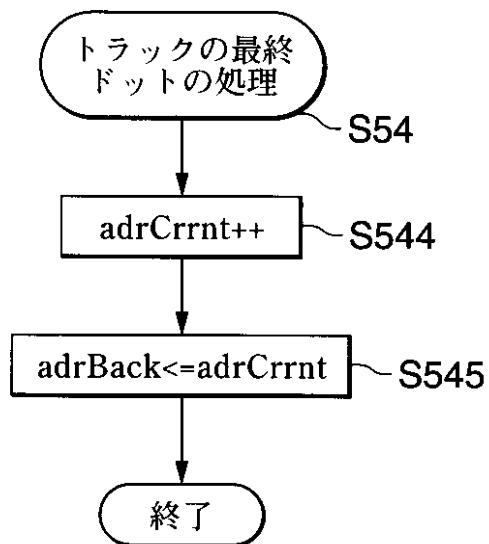 トラックの最終
ドットの処理
S54
adrCrrnt++
S544
adrBack<=adrCrrnt
S545
終了